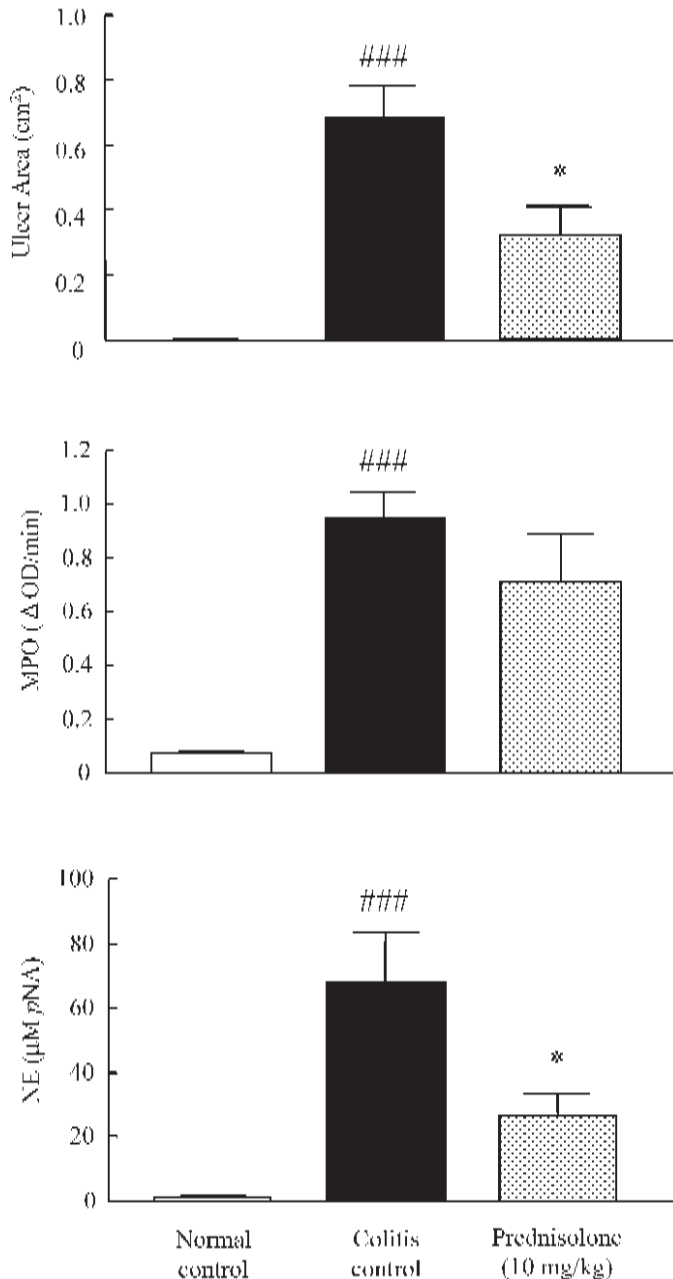 Ulcer Area (cm²)
1.0
0.8
0.6
0.4
0.2
0
###
*
MPO (ΔOD/min)
1.2
1.0
0.8
0.6
0.4
0.2
0
###
NE (µM pNA)
100
80
60
40
20
0
###
*
Normal
control
Colitis
control
Prednisolone
(10 mg/kg)